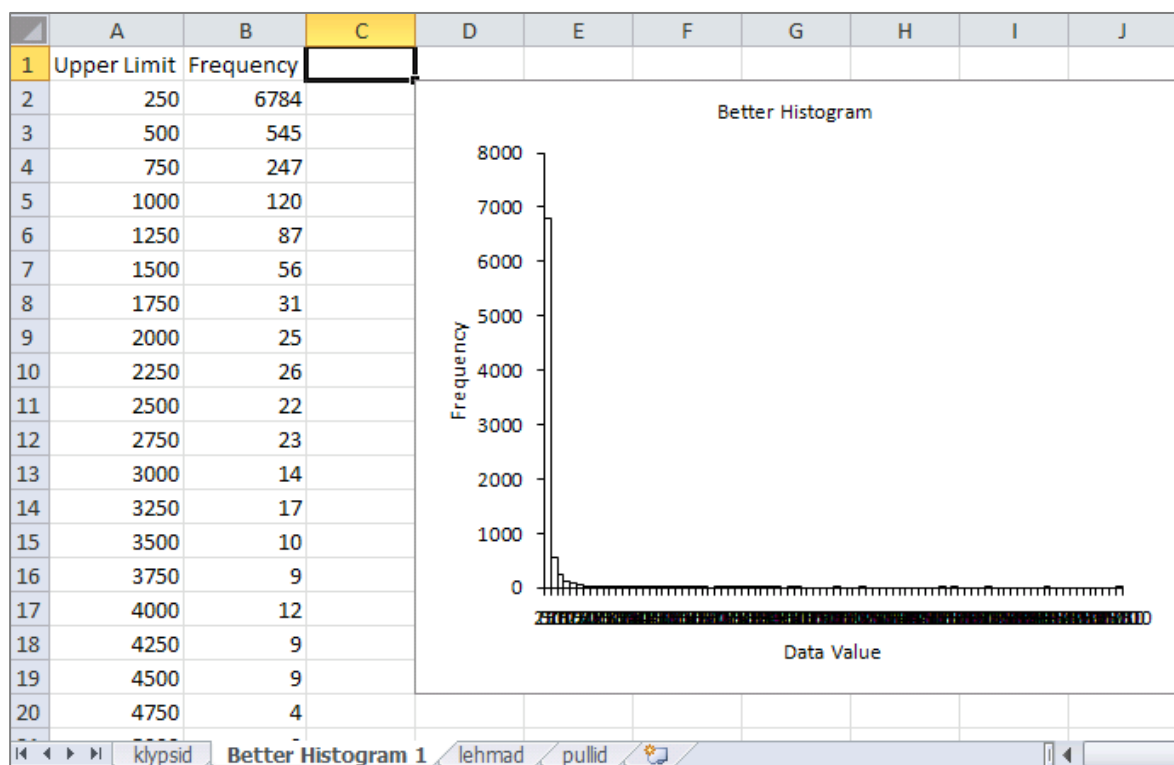 A B C D E F G H I J
1 Upper Limit Frequency
2 250 6784
3 500 545
4 750 247
5 1000 120
6 1250 87
7 1500 56
8 1750 31
9 2000 25
10 2250 26
11 2500 22
12 2750 23
13 3000 14
14 3250 17
15 3500 10
16 3750 9
17 4000 12
18 4250 9
19 4500 9
20 4750 4
Better Histogram
8000
7000
6000
5000
4000
3000
2000
1000
0
Frequency
Data Value
klypsid Better Histogram 1 lehmad pullid